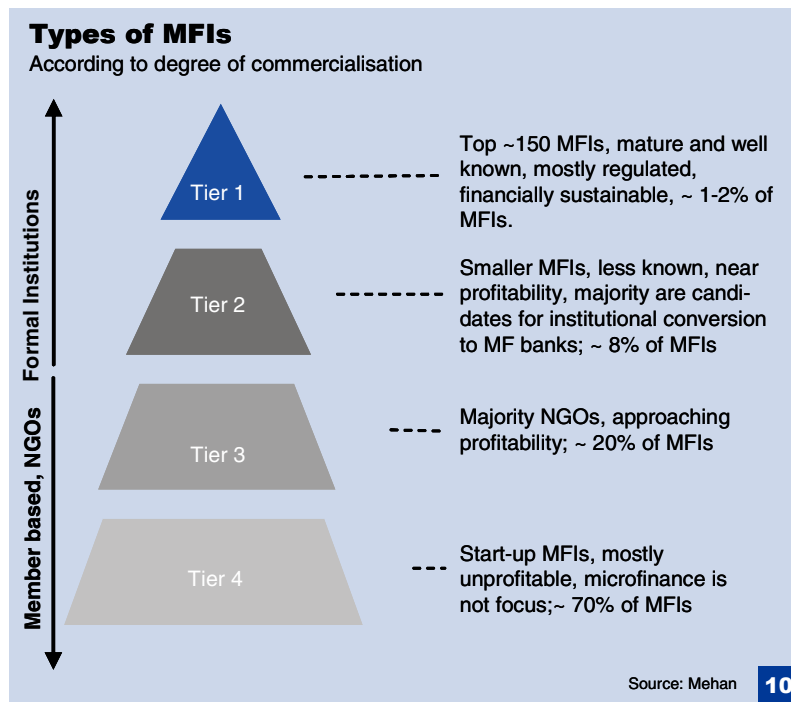 Types of MFIs
According to degree of commercialisation
Formal Institutions
Member based, NGOs
Tier 1
Top ~150 MFIs, mature and well
known, mostly regulated,
financially sustainable, ~ 1-2% of
MFIs.
Tier 2
Smaller MFIs, less known, near
profitability, majority are candi-
dates for institutional conversion
to MF banks; ~ 8% of MFIs
Tier 3
Majority NGOs, approaching
profitability; ~ 20% of MFIs
Tier 4
Start-up MFIs, mostly
unprofitable, microfinance is
not focus;~ 70% of MFIs
Source: Mehan
10